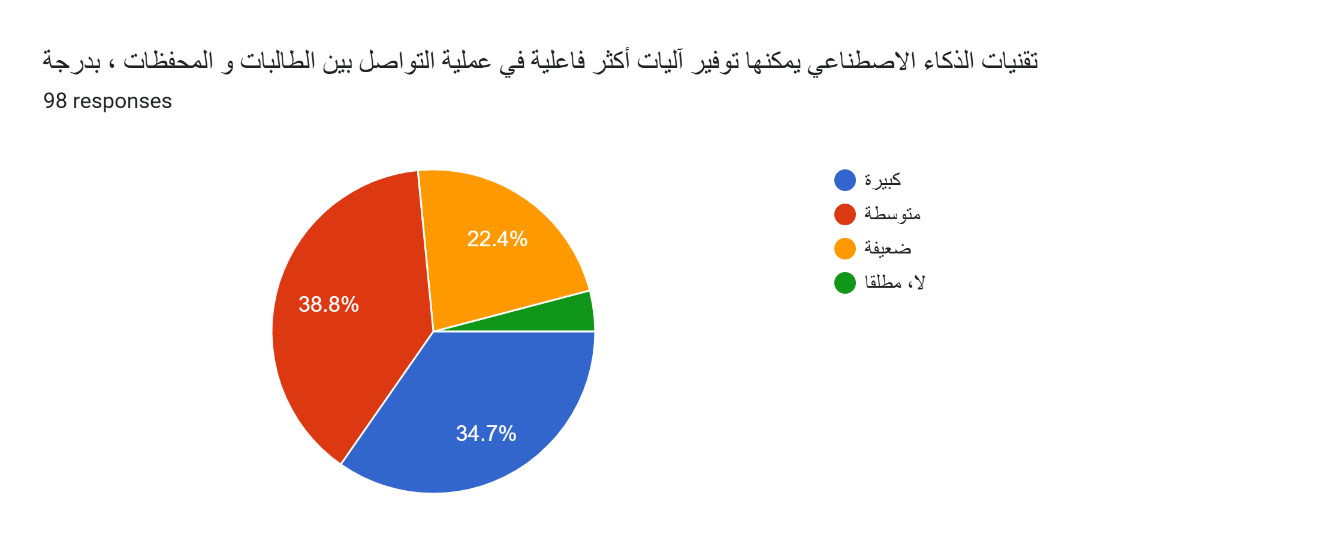 تقنيات الذكاء الاصطناعي يمكنها توفير آليات أكثر فاعلية في عملية التواصل بين الطالبات و المحفظات ، بدرجة
98 responses
22.4%
38.8%
34.7%
كبيرة
متوسطة
ضعيفة
لا، مطلقا